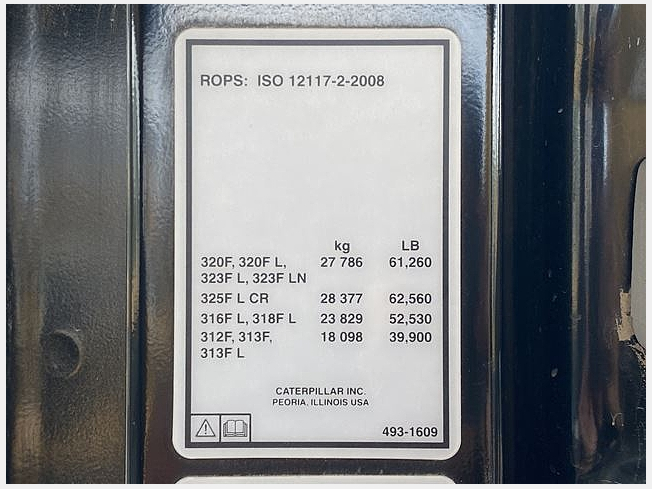 ROPS: ISO 12117-2-2008
kg LB
320F, 320F L, 27 786 61,260
323F L, 323F LN
325F L CR 28 377 62,560
316F L, 318F L 23 829 52,530
312F, 313F, 18 098 39,900
313F L
CATERPILLAR INC.
PEORIA, ILLINOIS USA
493-1609